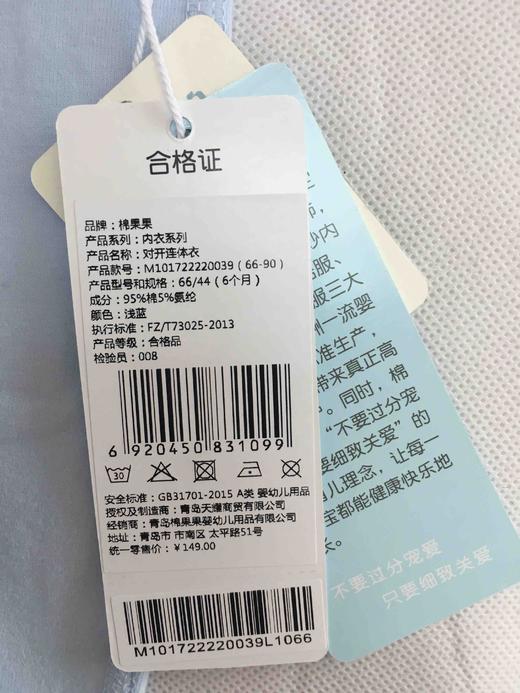 合格证
品牌：棉果果
产品系列：内衣系列
产品名称：对开连体衣
产品款号：M101722220039（66-90）
产品型号和规格：66/44（6个月）
成分：95%棉5%氨纶
颜色：浅蓝
执行标准：FZ/T73025-2013
产品等级：合格品
检验员：008
6 920450 831099
30
安全标准：GB31701-2015 A类 婴幼儿用品
授权及制造商：青岛天耀商贸有限公司
经销商：青岛棉果果婴幼儿用品有限公司
地址：青岛市 市南区 太平路51号
统一零售价：￥149.00
M101722220039L1066
内
服、
服三大
州一流婴
准生产，
带来真正高
。同时，棉
“不要过分宠
要细致关爱”的
儿理念，让每一
宝都能健康快乐地
长。
不要过分宠爱
只要细致关爱